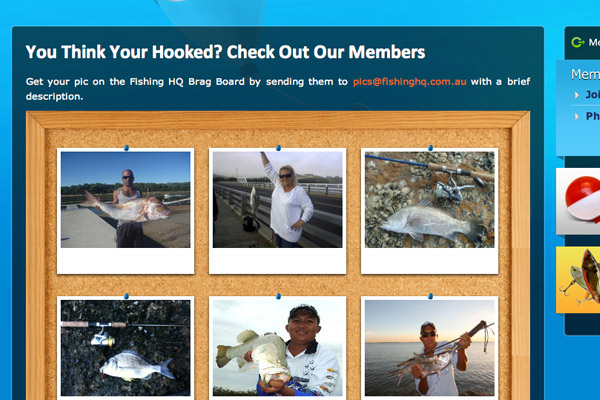 You Think Your Hooked? Check Out Our Members
Get your pic on the Fishing HQ Brag Board by sending them to pics@fishinghq.com.au with a brief
description.
Me
Mem
Joi
Ph